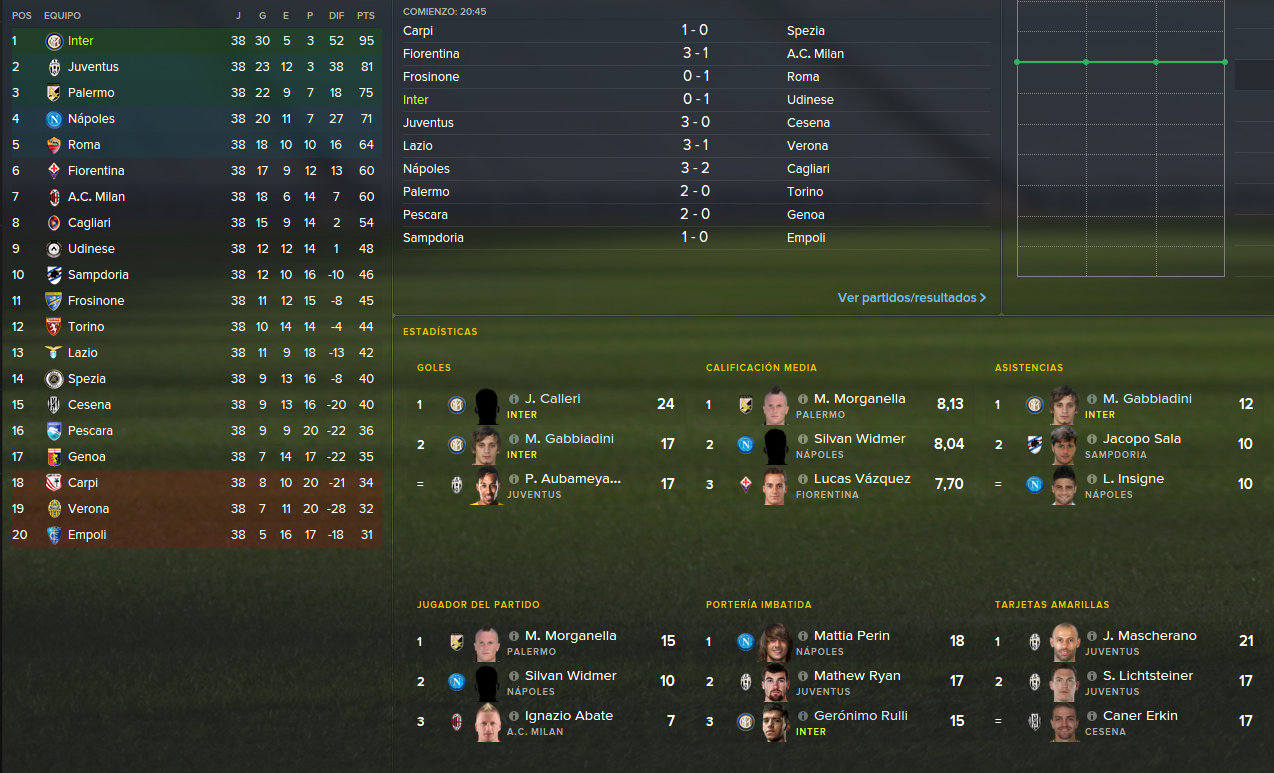 POS EQUIPO J G E P DIF PTS
1 Inter 38 30 5 3 52 95
2 Juventus 38 23 12 3 38 81
3 Palermo 38 22 9 7 18 75
4 Nápoles 38 20 11 7 27 71
5 Roma 38 18 10 10 16 64
6 Fiorentina 38 17 9 12 13 60
7 A.C. Milan 38 18 6 14 7 60
8 Cagliari 38 15 9 14 2 54
9 Udinese 38 12 12 14 1 48
10 Sampdoria 38 12 10 16 -10 46
11 Frosinone 38 11 12 15 -8 45
12 Torino 38 10 14 14 -4 44
13 Lazio 38 11 9 18 -13 42
14 Spezia 38 9 13 16 -8 40
15 Cesena 38 9 13 16 -20 40
16 Pescara 38 9 9 20 -22 36
17 Genoa 38 7 14 17 -22 35
18 Carpi 38 8 10 20 -21 34
19 Verona 38 7 11 20 -28 32
20 Empoli 38 5 16 17 -18 31
COMIENZO: 20:45
Carpi 1 - 0 Spezia
Fiorentina 3 - 1 A.C. Milan
Frosinone 0 - 1 Roma
Inter 0 - 1 Udinese
Juventus 3 - 0 Cesena
Lazio 3 - 1 Verona
Nápoles 3 - 2 Cagliari
Palermo 2 - 0 Torino
Pescara 2 - 0 Genoa
Sampdoria 1 - 0 Empoli
Ver partidos/resultados >
ESTADÍSTICAS
GOLES
1 J. Calleri 24
INTER
2 M. Gabbiadini 17
INTER
= P. Aubameya... 17
JUVENTUS
CALIFICACIÓN MEDIA
1 M. Morganella 8,13
PALERMO
2 Silvan Widmer 8,04
NÁPOLES
3 Lucas Vázquez 7,70
FIORENTINA
ASISTENCIAS
1 M. Gabbiadini 12
INTER
2 Jacopo Sala 10
SAMPDORIA
= L. Insigne 10
NÁPOLES
JUGADOR DEL PARTIDO
1 M. Morganella 15
PALERMO
2 Silvan Widmer 10
NÁPOLES
3 Ignazio Abate 7
A.C. MILAN
PORTERÍA IMBATIDA
1 Mattia Perin 18
NÁPOLES
2 Mathew Ryan 17
JUVENTUS
3 Gerónimo Rulli 15
INTER
TARJETAS AMARILLAS
1 J. Mascherano 21
JUVENTUS
2 S. Lichtsteiner 17
JUVENTUS
= Caner Erkin 17
CESENA